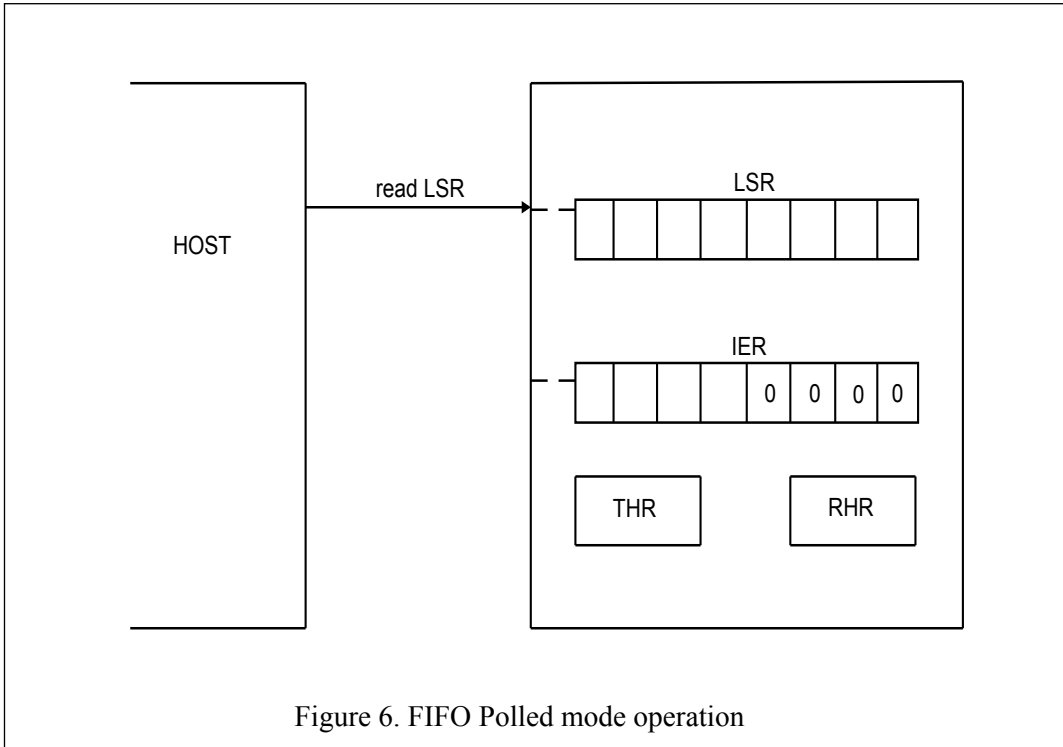 read LSR
LSR
HOST
IER
0 0 0 0
THR RHR
Figure 6. FIFO Polled mode operation